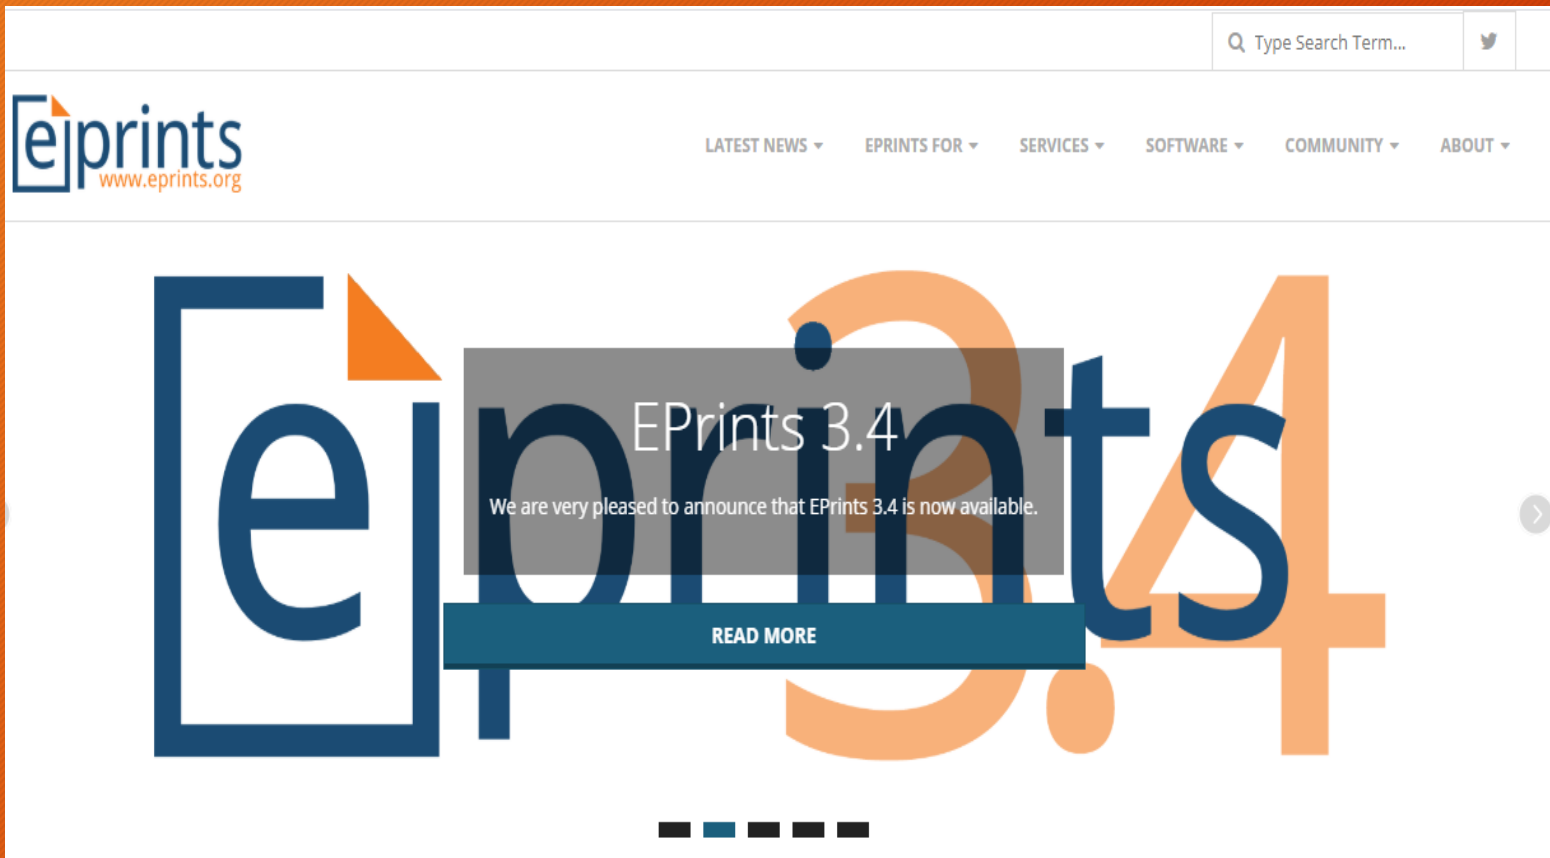 Type Search Term...
eprints
www.eprints.org
LATEST NEWS EPRINTS FOR SERVICES SOFTWARE COMMUNITY ABOUT
eprints 3.4
EPrints 3.4
We are very pleased to announce that EPrints 3.4 is now available.
READ MORE